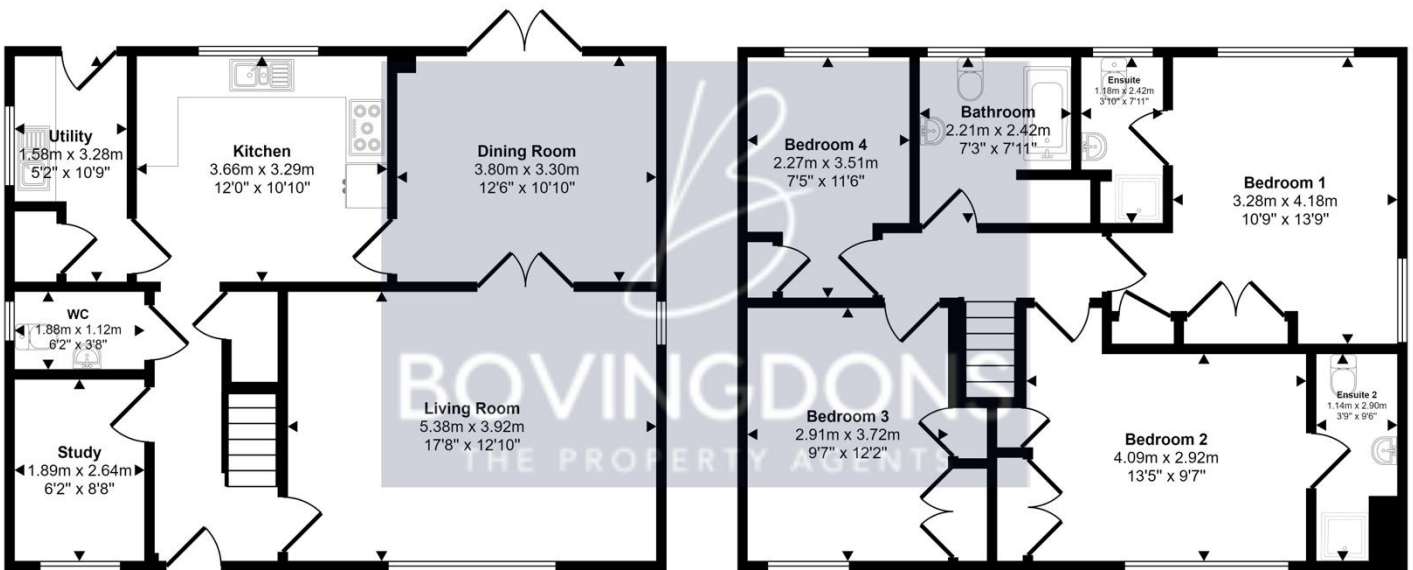 Utility
1.58m x 3.28m
5'2" x 10'9"
Kitchen
3.66m x 3.29m
12'0" x 10'10"
Dining Room
3.80m x 3.30m
12'6" x 10'10"
WC
1.88m x 1.12m
6'2" x 3'8"
Study
1.89m x 2.64m
6'2" x 8'8"
Living Room
5.38m x 3.92m
17'8" x 12'10"
Bedroom 4
2.27m x 3.51m
7'5" x 11'6"
Bathroom
2.21m x 2.42m
7'3" x 7'11"
Ensuite
1.18m x 2.42m
3'10" x 7'11"
Bedroom 1
3.28m x 4.18m
10'9" x 13'9"
Bedroom 3
2.91m x 3.72m
9'7" x 12'2"
Bedroom 2
4.09m x 2.92m
13'5" x 9'7"
Ensuite 2
1.14m x 2.90m
3'9" x 9'6"
B
BOVINGDONS
THE PROPERTY AGENTS